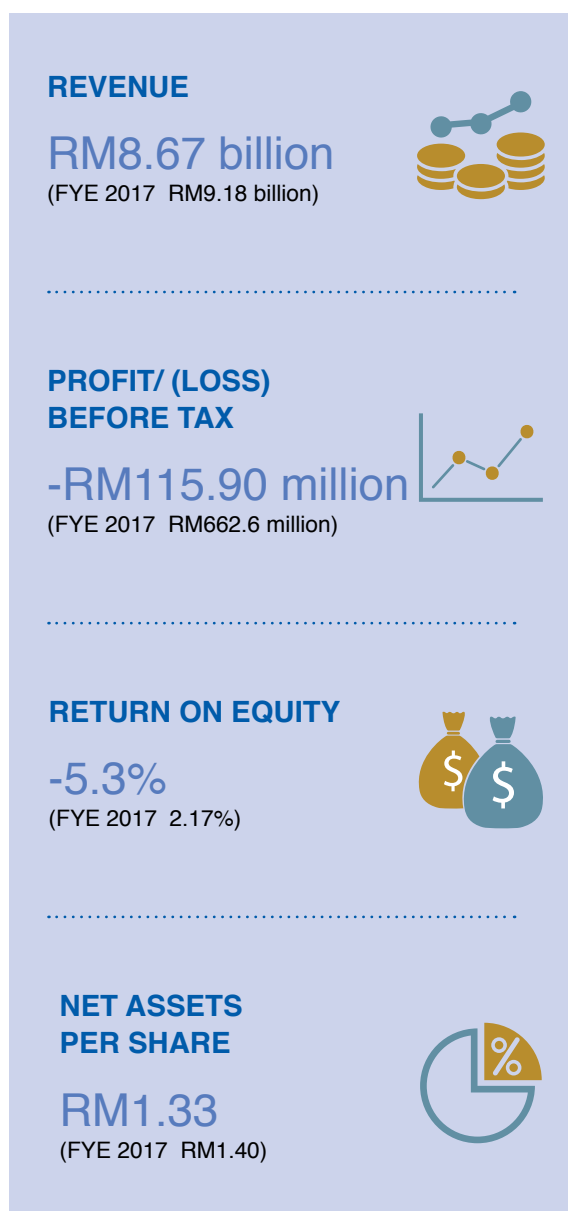 REVENUE
RM8.67 billion
(FYE 2017 RM9.18 billion)
PROFIT/ (LOSS)
BEFORE TAX
-RM115.90 million
(FYE 2017 RM662.6 million)
RETURN ON EQUITY
-5.3%
(FYE 2017 2.17%)
$
$
NET ASSETS
PER SHARE
%
RM1.33
(FYE 2017 RM1.40)